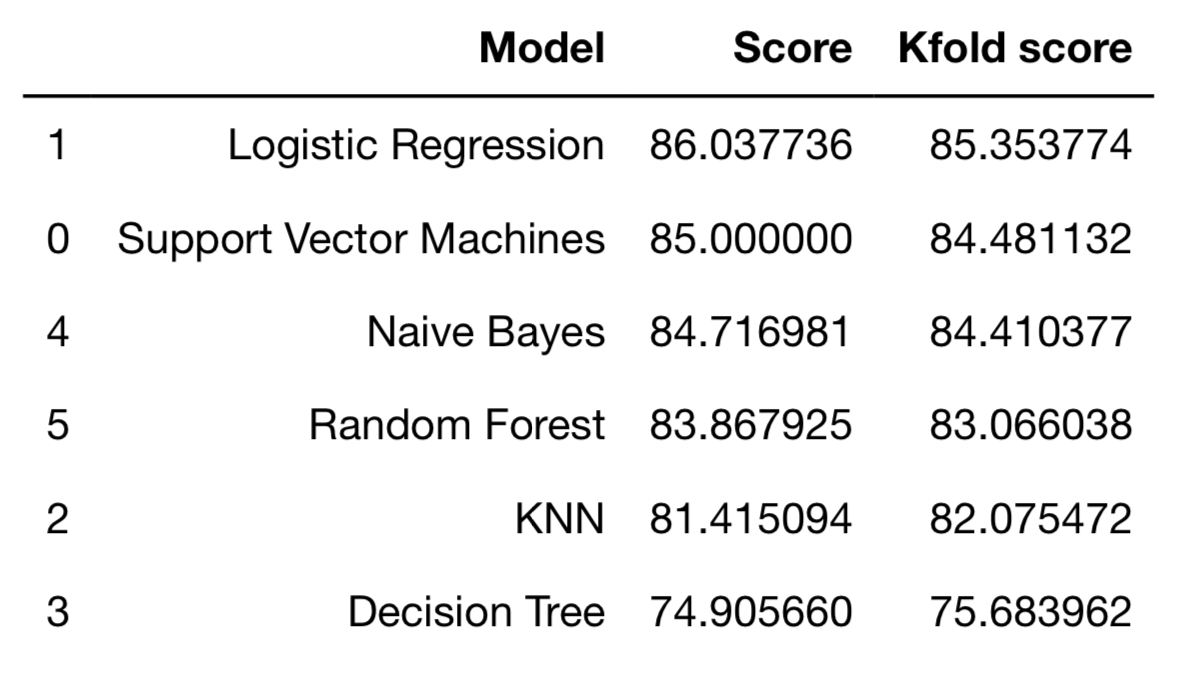 Model Score Kfold score
1 Logistic Regression 86.037736 85.353774
0 Support Vector Machines 85.000000 84.481132
4 Naive Bayes 84.716981 84.410377
5 Random Forest 83.867925 83.066038
2 KNN 81.415094 82.075472
3 Decision Tree 74.905660 75.683962